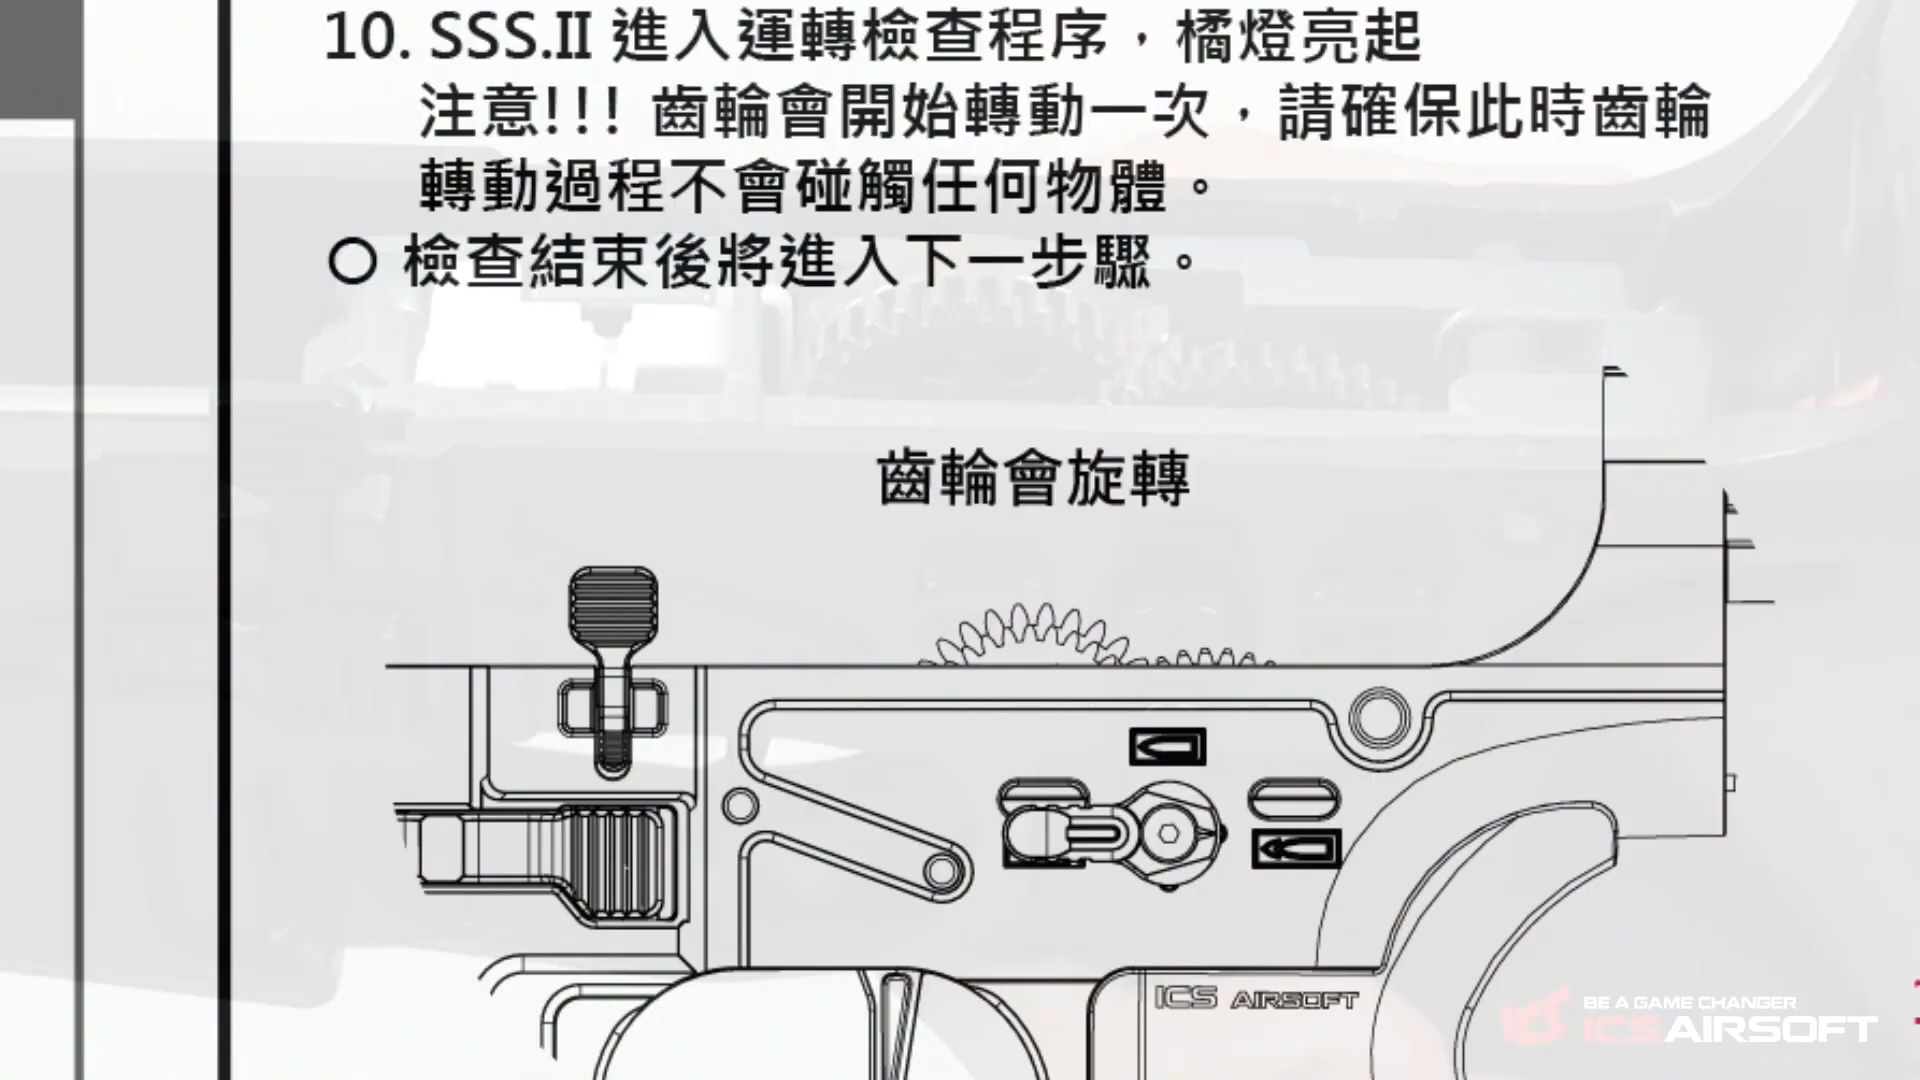 10. SSS.II 進入運轉檢查程序，橘燈亮起
注意!!! 齒輪會開始轉動一次，請確保此時齒輪
轉動過程不會碰觸任何物體。
○ 檢查結束後將進入下一步驟。
齒輪會旋轉
ICS AIRSOFT
BE A GAME CHANGER
ICSAIRSOFT